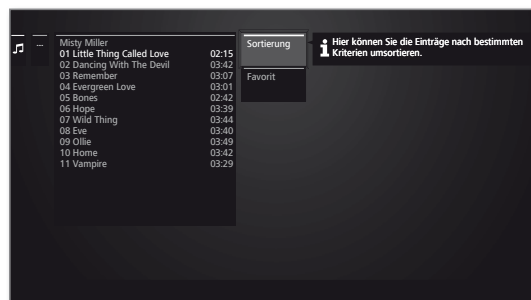 ...
Misty Miller
01 Little Thing Called Love 02:15
02 Dancing With The Devil 03:42
03 Remember 03:07
04 Evergreen Love 03:01
05 Bones 02:42
06 Hope 03:39
07 Wild Thing 03:44
08 Eve 03:40
09 Ollie 03:49
10 Home 03:42
11 Vampire 03:29
Sortierung
Favorit
Hier können Sie die Einträge nach bestimmten
Kriterien umsortieren.